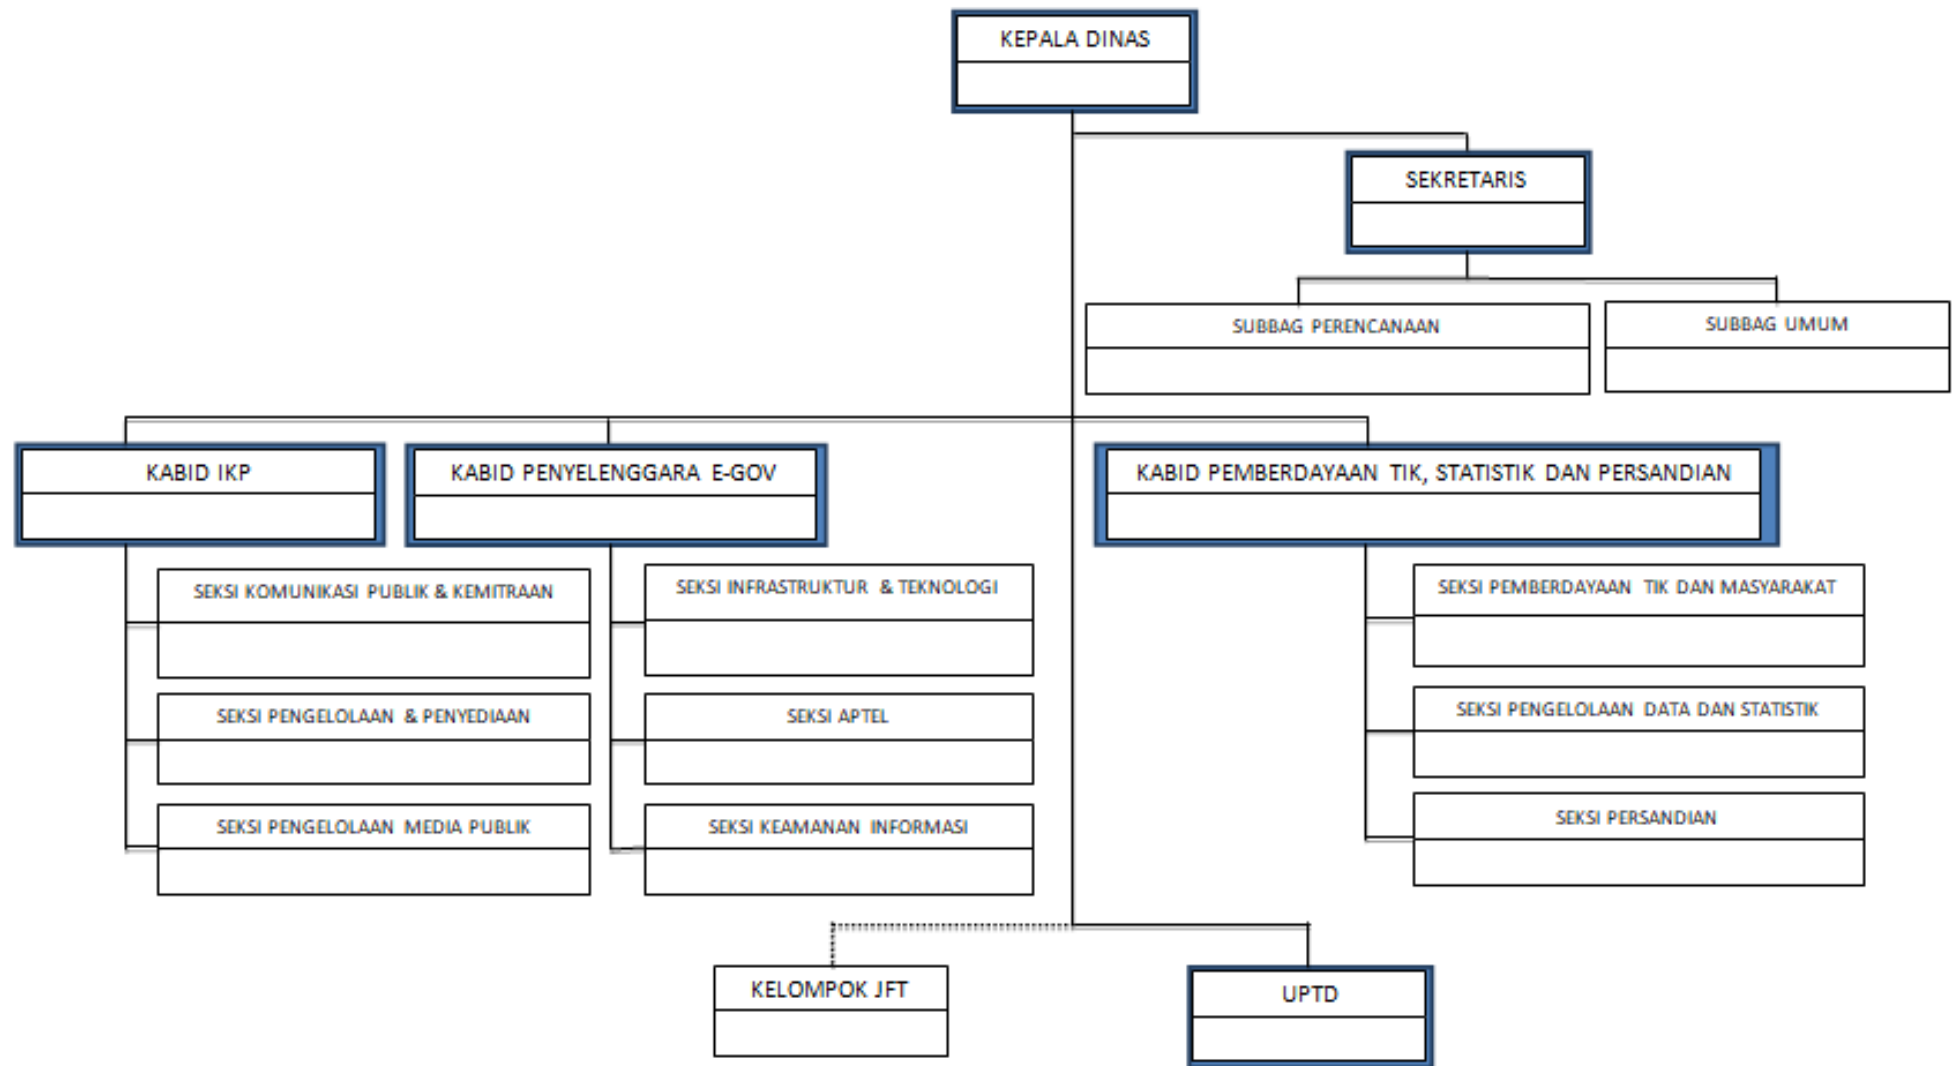 KEPALA DINAS
SEKRETARIS
SUBBAG PERENCANAAN
SUBBAG UMUM
KABID IKP
KABID PENYELENGGARA E-GOV
KABID PEMBERDAYAAN TIK, STATISTIK DAN PERSANDIAN
SEKSI KOMUNIKASI PUBLIK & KEMITRAAN
SEKSI PENGELOLAAN & PENYEDIAAN
SEKSI PENGELOLAAN MEDIA PUBLIK
SEKSI INFRASTRUKTUR & TEKNOLOGI
SEKSI APTEL
SEKSI KEAMANAN INFORMASI
SEKSI PEMBERDAYAAN TIK DAN MASYARAKAT
SEKSI PENGELOLAAN DATA DAN STATISTIK
SEKSI PERSANDIAN
KELOMPOK JFT
UPTD